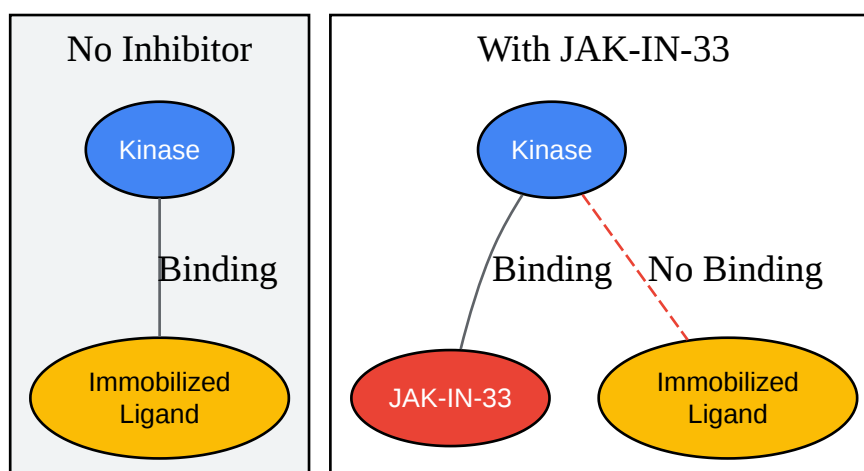 No Inhibitor
Kinase
Binding
Immobilized
Ligand
With JAK-IN-33
Kinase
Binding
No Binding
JAK-IN-33
Immobilized
Ligand